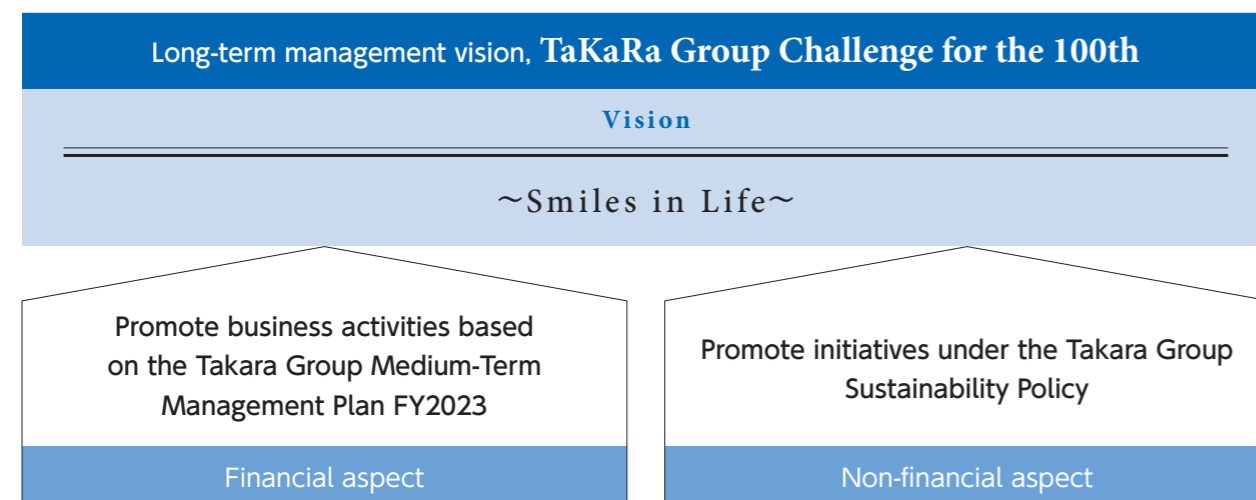 Long-term management vision, TaKaRa Group Challenge for the 100th
Vision
~Smiles in Life~
Promote business activities based
on the Takara Group Medium-Term
Management Plan FY2023
Financial aspect
Promote initiatives under the Takara Group
Sustainability Policy
Non-financial aspect